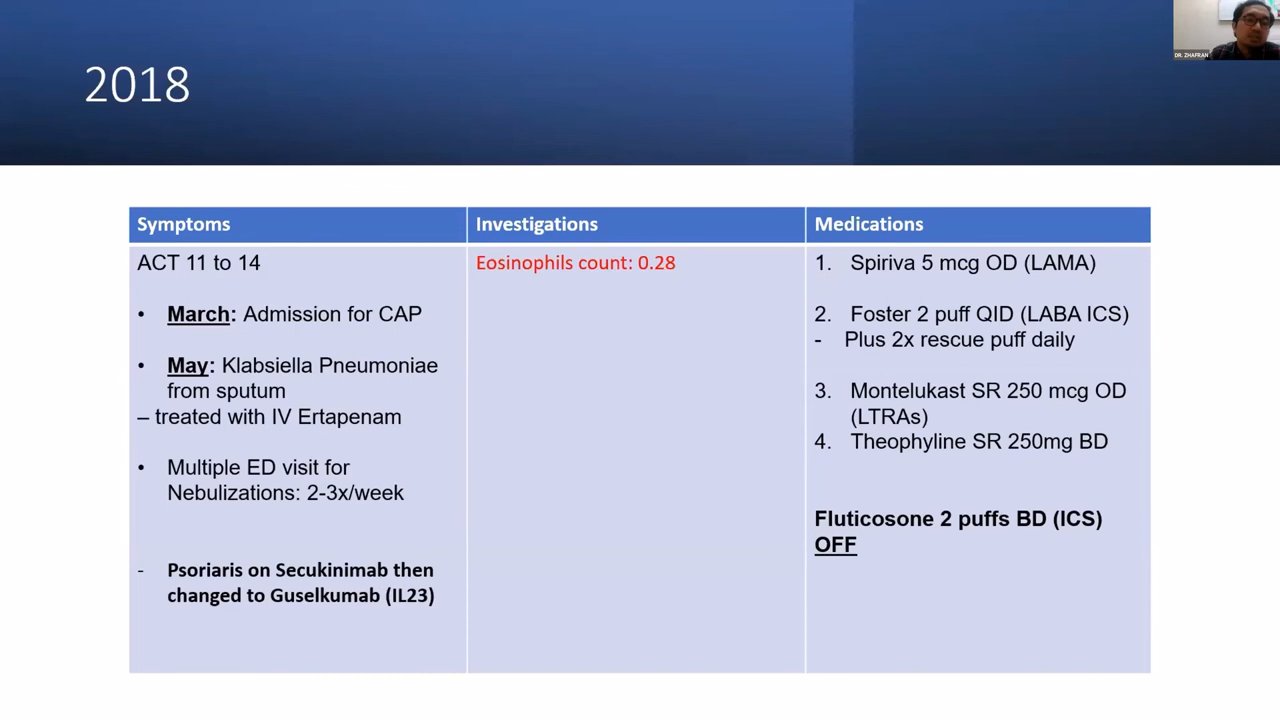 DR. ZHAFRAN
2018
Symptoms
Investigations
Medications
ACT 11 to 14
• March: Admission for CAP
• May: Klabsiella Pneumoniae
from sputum
– treated with IV Ertapenam
• Multiple ED visit for
Nebulizations: 2-3x/week
- Psoriaris on Secukinimab then
changed to Guselkumab (IL23)
Eosinophils count: 0.28
1. Spiriva 5 mcg OD (LAMA)
2. Foster 2 puff QID (LABA ICS)
- Plus 2x rescue puff daily
3. Montelukast SR 250 mcg OD
(LTRAs)
4. Theophyline SR 250mg BD
Fluticosone 2 puffs BD (ICS)
OFF